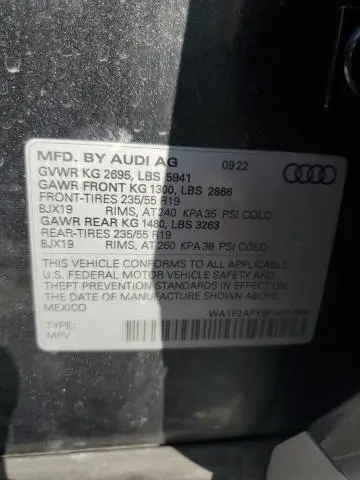 MFD. BY AUDI AG 09.22
GVWR KG 2695, LBS 5941
GAWR FRONT KG 1300, LBS 2866
FRONT-TIRES 235/55 R19
8JX19 RIMS, AT 240 KPA 35 PSI COLD
GAWR REAR KG 1480, LBS 3263
REAR-TIRES 235/55 R19
8JX19 RIMS, AT 260 KPA 38 PSI COLD
THIS VEHICLE CONFORMS TO ALL APPLICABLE
U.S. FEDERAL MOTOR VEHICLE SAFETY AND
THEFT PREVENTION STANDARDS IN EFFECT ON
THE DATE OF MANUFACTURE SHOWN ABOVE.
MEXICO
TYPE:
MPV